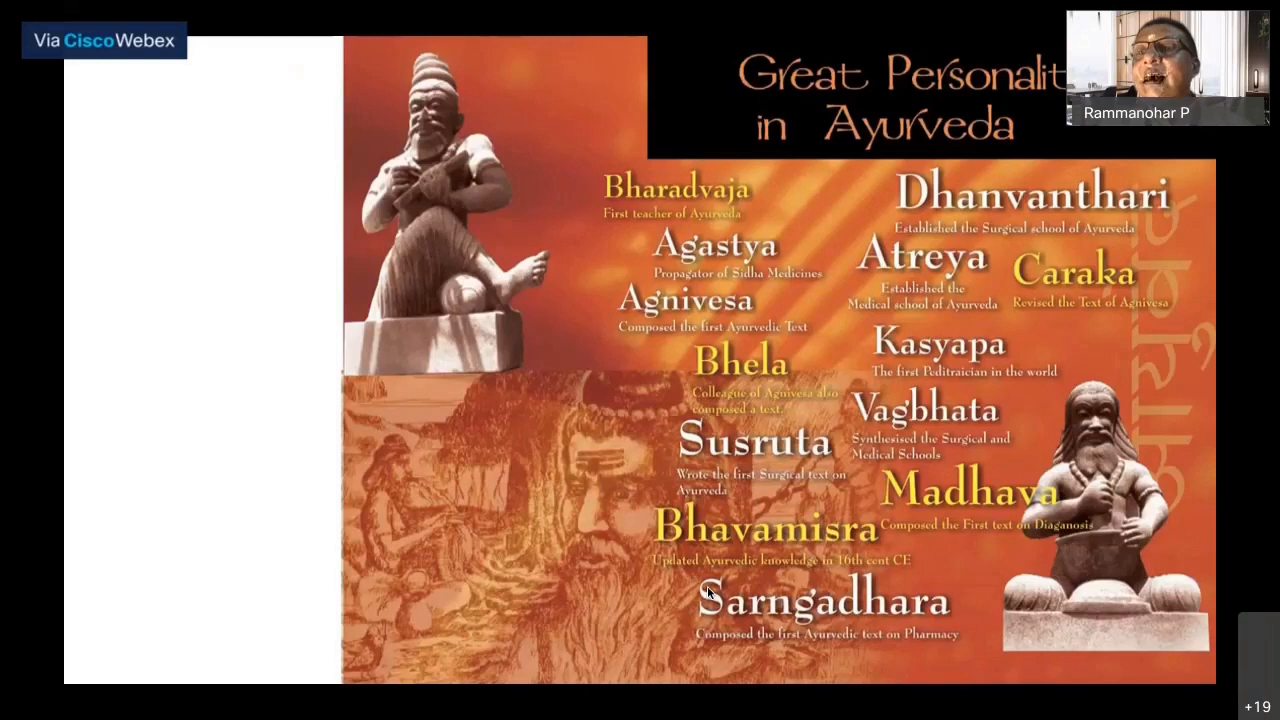 Via Cisco Webex
Great Personalit
in Ayurveda
Rammanohar P
Bharadvaja
First teacher of Ayurveda
Dhanvanthari
Established the Surgical school of Ayurveda
Agastya
Propagator of Sidha Medicines
Atreya
Established the
Medical school of Ayurveda
Caraka
Revised the Text of Agnivesa
Agnivesa
Composed the first Ayurvedic Text
Kasyapa
The first Peditraician in the world
Bhela
Colleague of Agnivesa also
composed a text.
Vagbhata
Synthesised the Surgical and
Medical Schools
Susruta
Wrote the first Surgical text on
Ayurveda
Madhava
Composed the First text on Diaganosis
Bhavamisra
Updated Ayurvedic knowledge in 16th cent CE
Sarngadhara
Composed the first Ayurvedic text on Pharmacy
+19